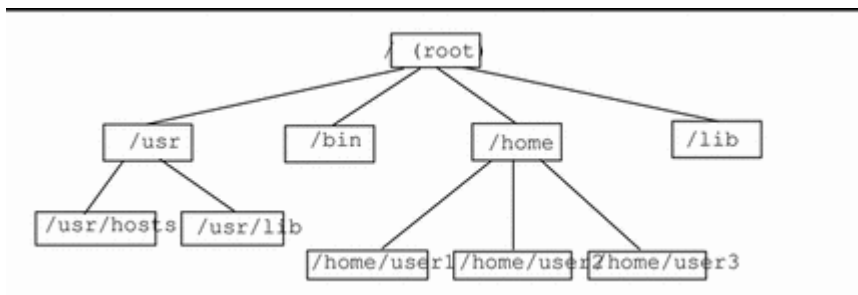 / (root)
/usr
/bin
/home
/lib
/usr/hosts
/usr/lib
/home/user1
/home/user2
/home/user3